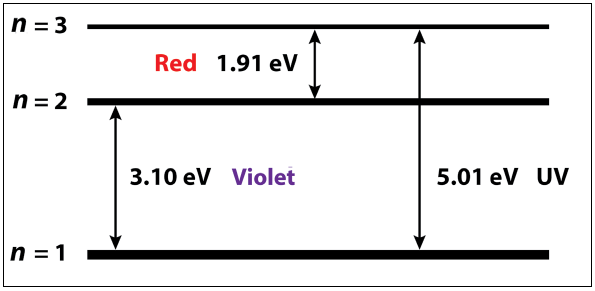 n = 3
Red 1.91 eV
n = 2
3.10 eV Violet
5.01 eV UV
n = 1